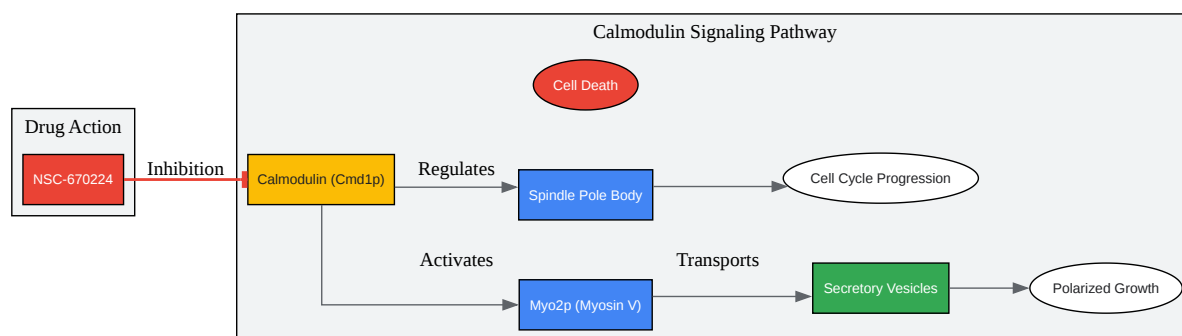 Calmodulin Signaling Pathway
Cell Death
Drug Action
NSC-670224
Inhibition
Calmodulin (Cmd1p)
Regulates
Spindle Pole Body
Cell Cycle Progression
Activates
Myo2p (Myosin V)
Transports
Secretory Vesicles
Polarized Growth